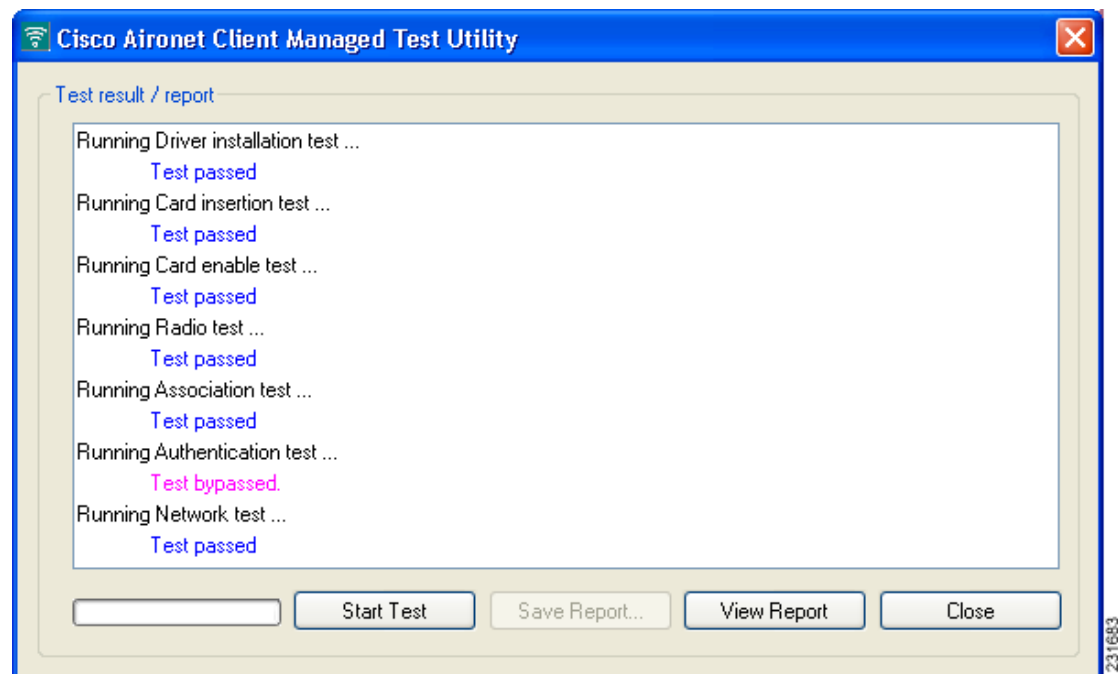 Cisco Aironet Client Managed Test Utility
Test result / report
Running Driver installation test ...
Test passed
Running Card insertion test ...
Test passed
Running Card enable test ...
Test passed
Running Radio test ...
Test passed
Running Association test ...
Test passed
Running Authentication test ...
Test bypassed.
Running Network test ...
Test passed
Start Test
Save Report...
View Report
Close
231683